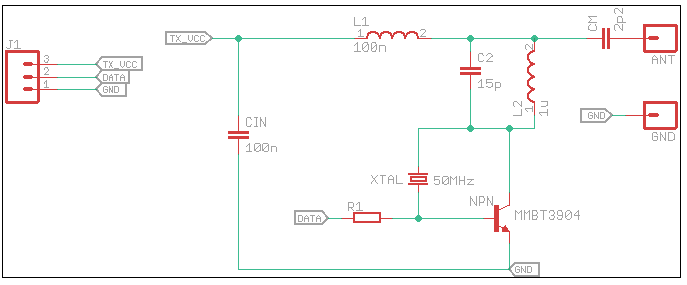 J1
3
TX_VCC
2
DATA
1
GND
TX_VCC
L1
1
2
100n
CIN
100n
C2
15p
L2
1
2
1u
CM
2p2
ANT
GND
GND
XTAL
50MHz
DATA
R1
NPN
MMBT3904
GND